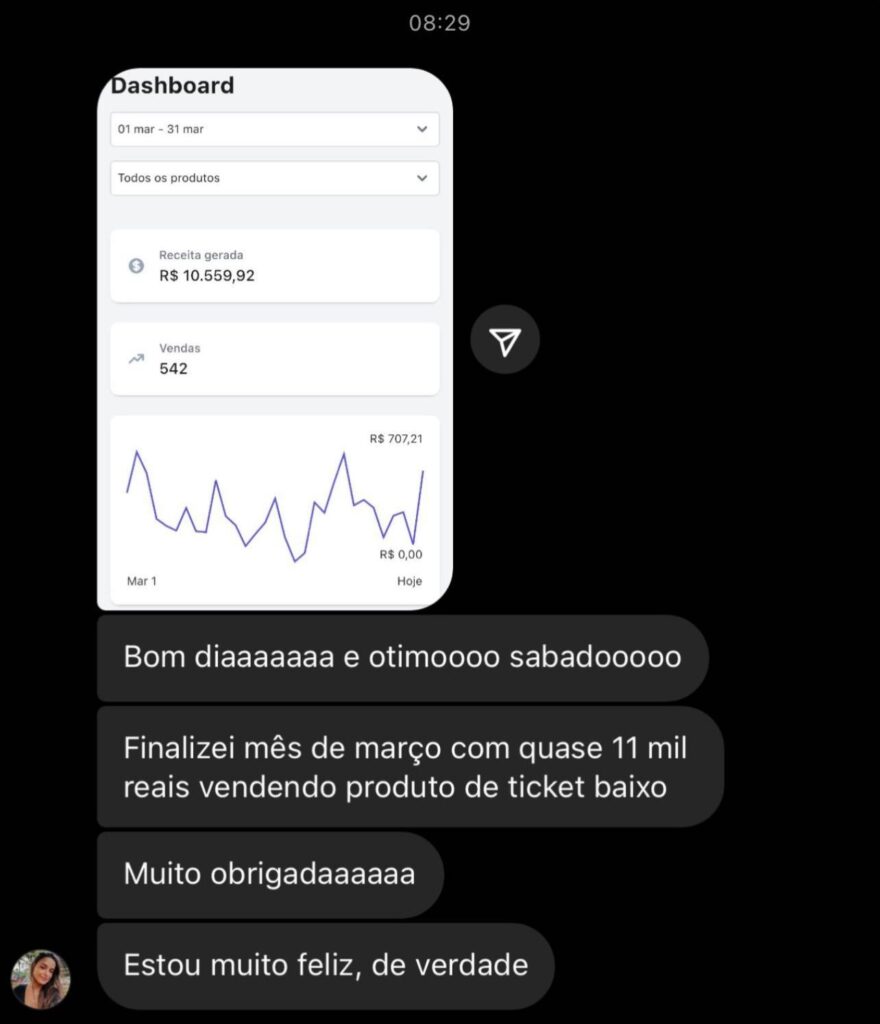 08:29
Dashboard
01 mar - 31 mar
Todos os produtos
Receita gerada
R$ 10.559,92
Vendas
542
R$ 707,21
R$ 0,00
Mar 1
Hoje
Bom diaaaaaaa e otimoooo sabadooooo
Finalizei mês de março com quase 11 mil
reais vendendo produto de ticket baixo
Muito obrigadaaaaaa
Estou muito feliz, de verdade